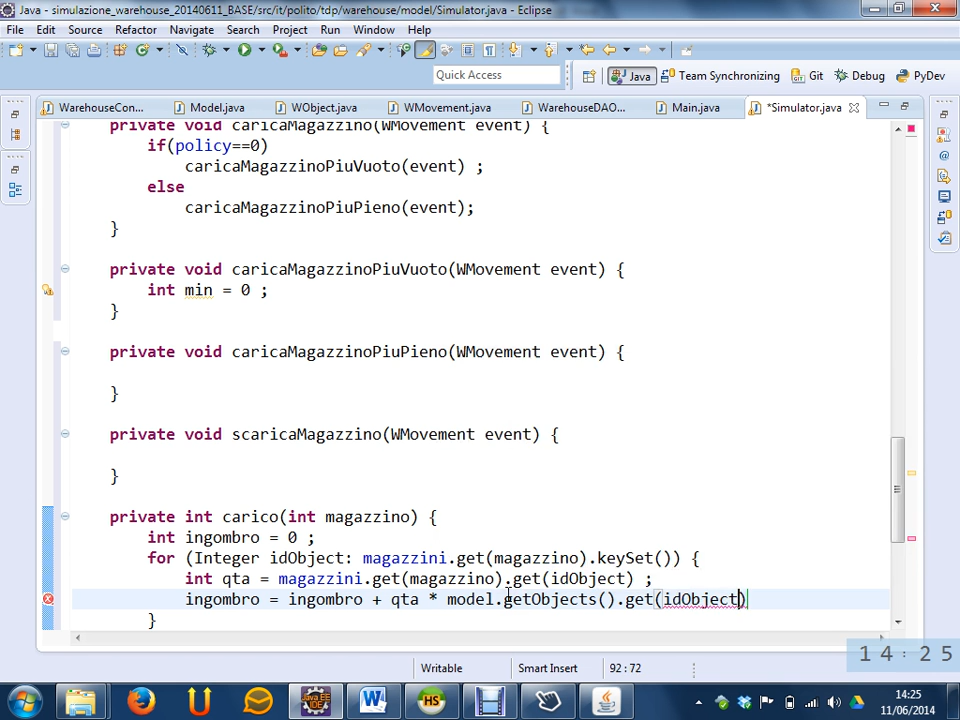 Java - simulazione_warehouse_20140611_BASE/src/it/polito/tdp/warehouse/model/Simulator.java - Eclipse
File Edit Source Refactor Navigate Search Project Run Window Help
Quick Access
Java Team Synchronizing Git Debug PyDev
WarehouseCon... Model.java WObject.java WMovement.java WarehouseDAO... Main.java *Simulator.java
private void caricaMagazzino(WMovement event) {
if(policy==0)
caricaMagazzinoPiuVuoto(event) ;
else
caricaMagazzinoPiuPieno(event);
}
private void caricaMagazzinoPiuVuoto(WMovement event) {
int min = 0 ;
}
private void caricaMagazzinoPiuPieno(WMovement event) {
}
private void scaricaMagazzino(WMovement event) {
}
private int carico(int magazzino) {
int ingombro = 0 ;
for (Integer idObject: magazzini.get(magazzino).keySet()) {
int qta = magazzini.get(magazzino).get(idObject) ;
ingombro = ingombro + qta * model.getObjects().get(idObject)
}
14:25
Writable Smart Insert 92 : 72
HS
14:25
11/06/2014